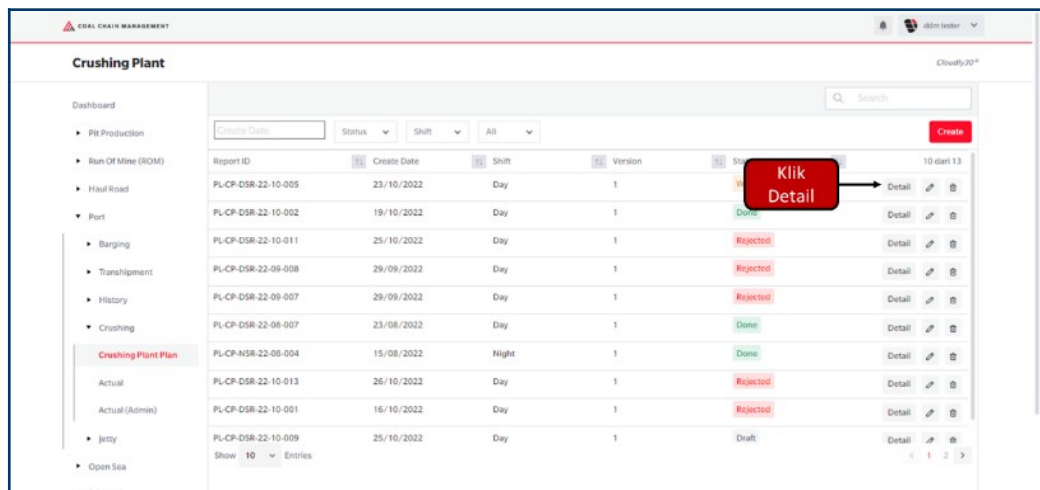 COAL CHAIN MANAGEMENT
ddm tester
Crushing Plant
Cloudly 30°
Dashboard
Search
Pit Production
Create Date
Status
Shift
All
Create
Run Of Mine (ROM)
Report ID
Create Date
Shift
Version
10 dari 13
Klik
Detail
Haul Road
PL-CP-DSR-22-10-005
23/10/2022
Day
1
Detail
Port
PL-CP-DSR-22-10-002
19/10/2022
Day
1
Done
Detail
Barging
PL-CP-DSR-22-10-011
25/10/2022
Day
1
Rejected
Detail
Transhipment
PL-CP-DSR-22-09-008
29/09/2022
Day
1
Rejected
Detail
History
PL-CP-DSR-22-09-007
29/09/2022
Day
1
Rejected
Detail
Crushing
PL-CP-DSR-22-08-007
23/08/2022
Day
1
Done
Detail
Crushing Plant Plan
PL-CP-NSR-22-08-004
15/08/2022
Night
1
Done
Detail
Actual
PL-CP-DSR-22-10-013
26/10/2022
Day
1
Rejected
Detail
Actual (Admin)
PL-CP-DSR-22-10-001
16/10/2022
Day
1
Rejected
Detail
Jetty
PL-CP-DSR-22-10-009
25/10/2022
Day
1
Draft
Detail
Show 10 Entries
< 1 2 >
Open Sea